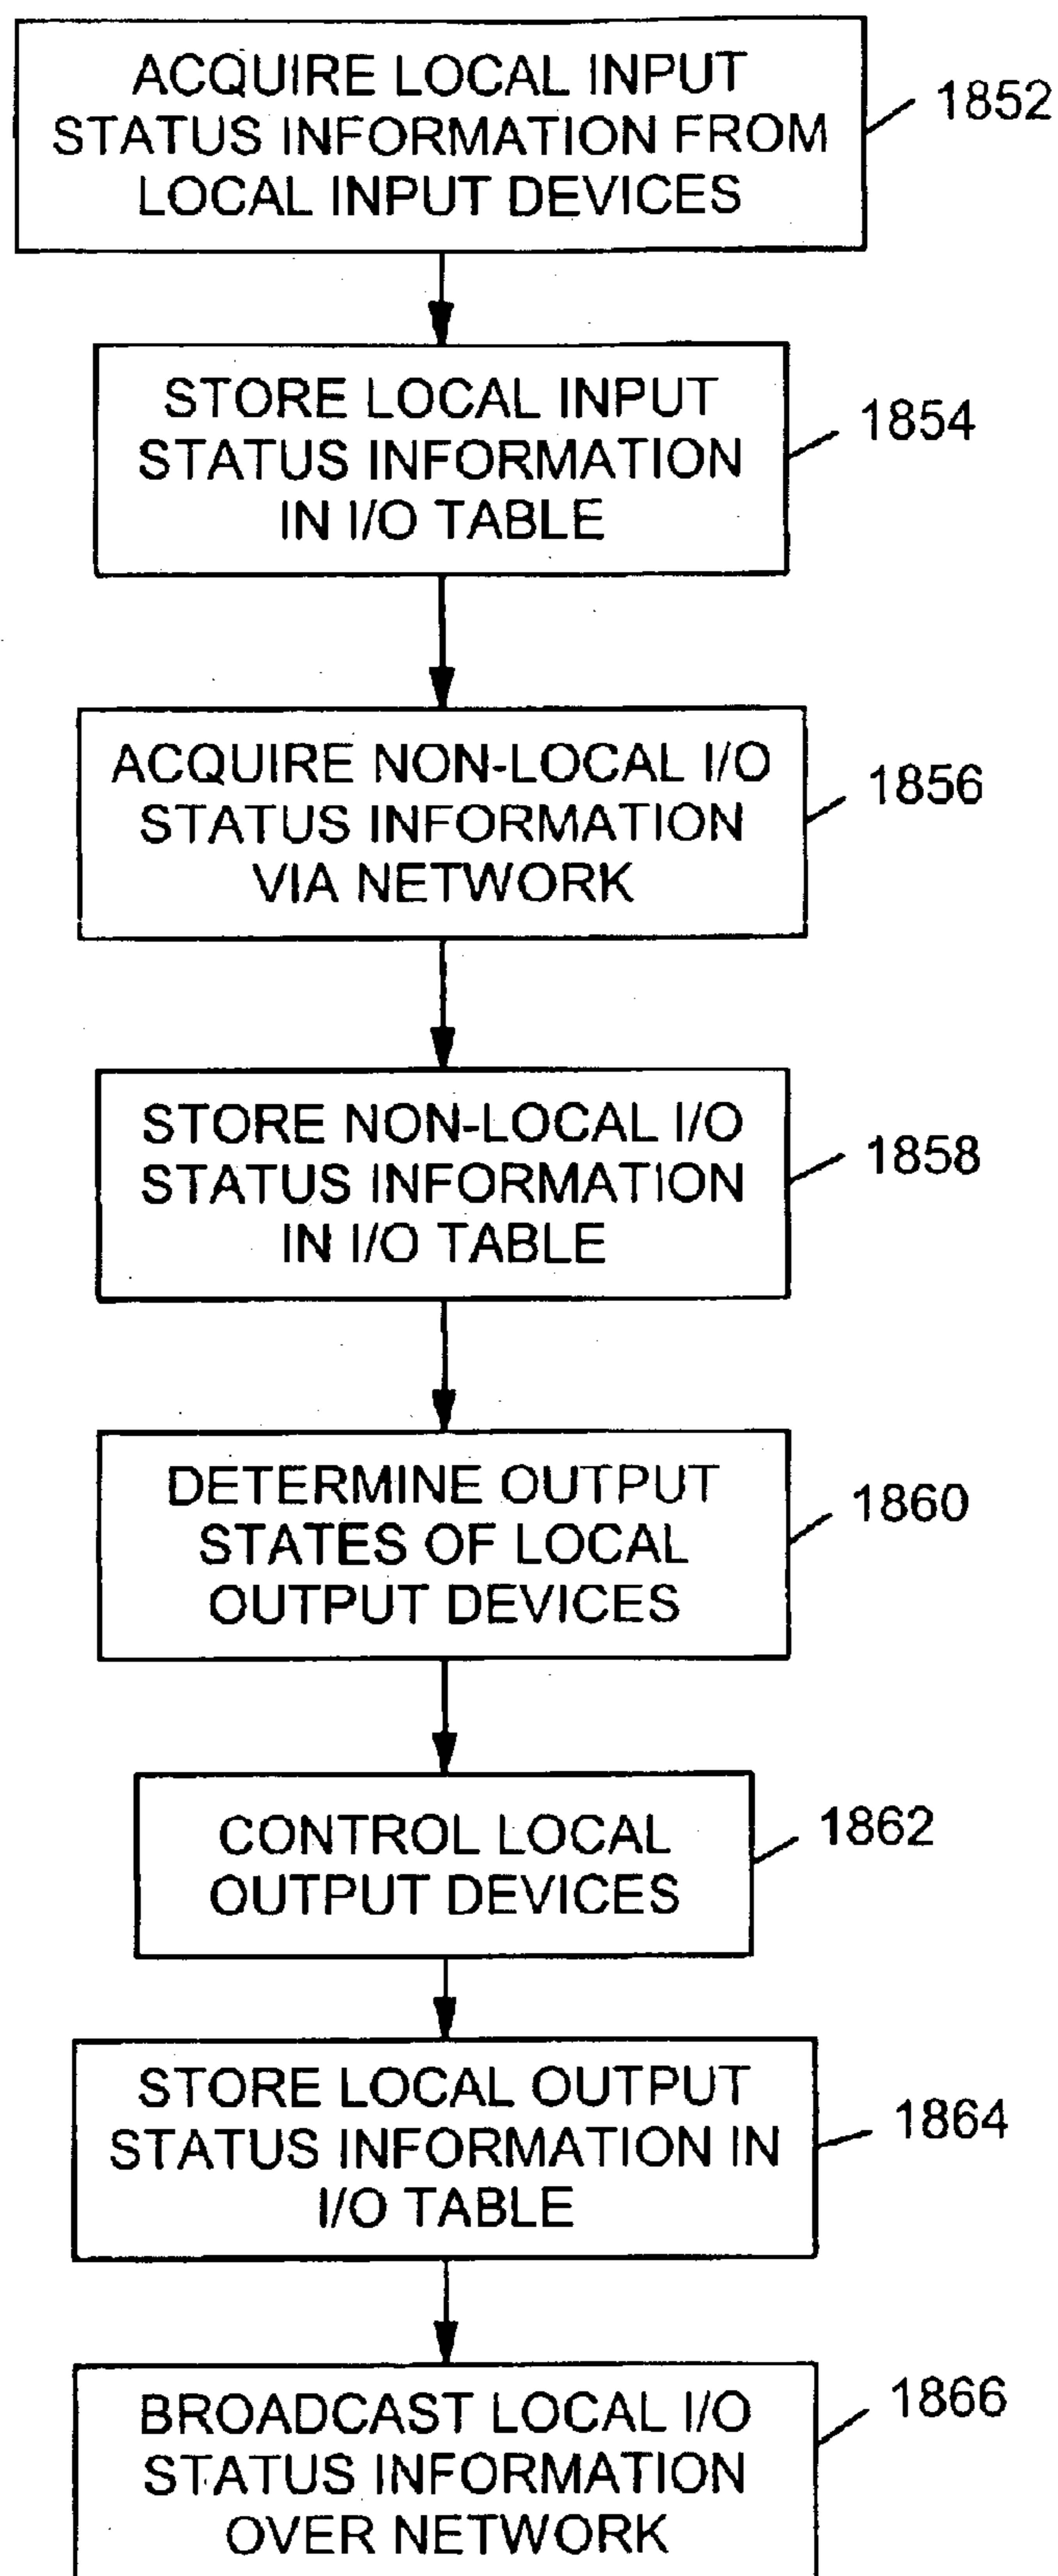 ACQUIRE LOCAL INPUT
STATUS INFORMATION FROM
LOCAL INPUT DEVICES
1852
STORE LOCAL INPUT
STATUS INFORMATION
IN I/O TABLE
1854
ACQUIRE NON-LOCAL I/O
STATUS INFORMATION
VIA NETWORK
1856
STORE NON-LOCAL I/O
STATUS INFORMATION
IN I/O TABLE
1858
DETERMINE OUTPUT
STATES OF LOCAL
OUTPUT DEVICES
1860
CONTROL LOCAL
OUTPUT DEVICES
1862
STORE LOCAL OUTPUT
STATUS INFORMATION IN
I/O TABLE
1864
BROADCAST LOCAL I/O
STATUS INFORMATION
OVER NETWORK
1866